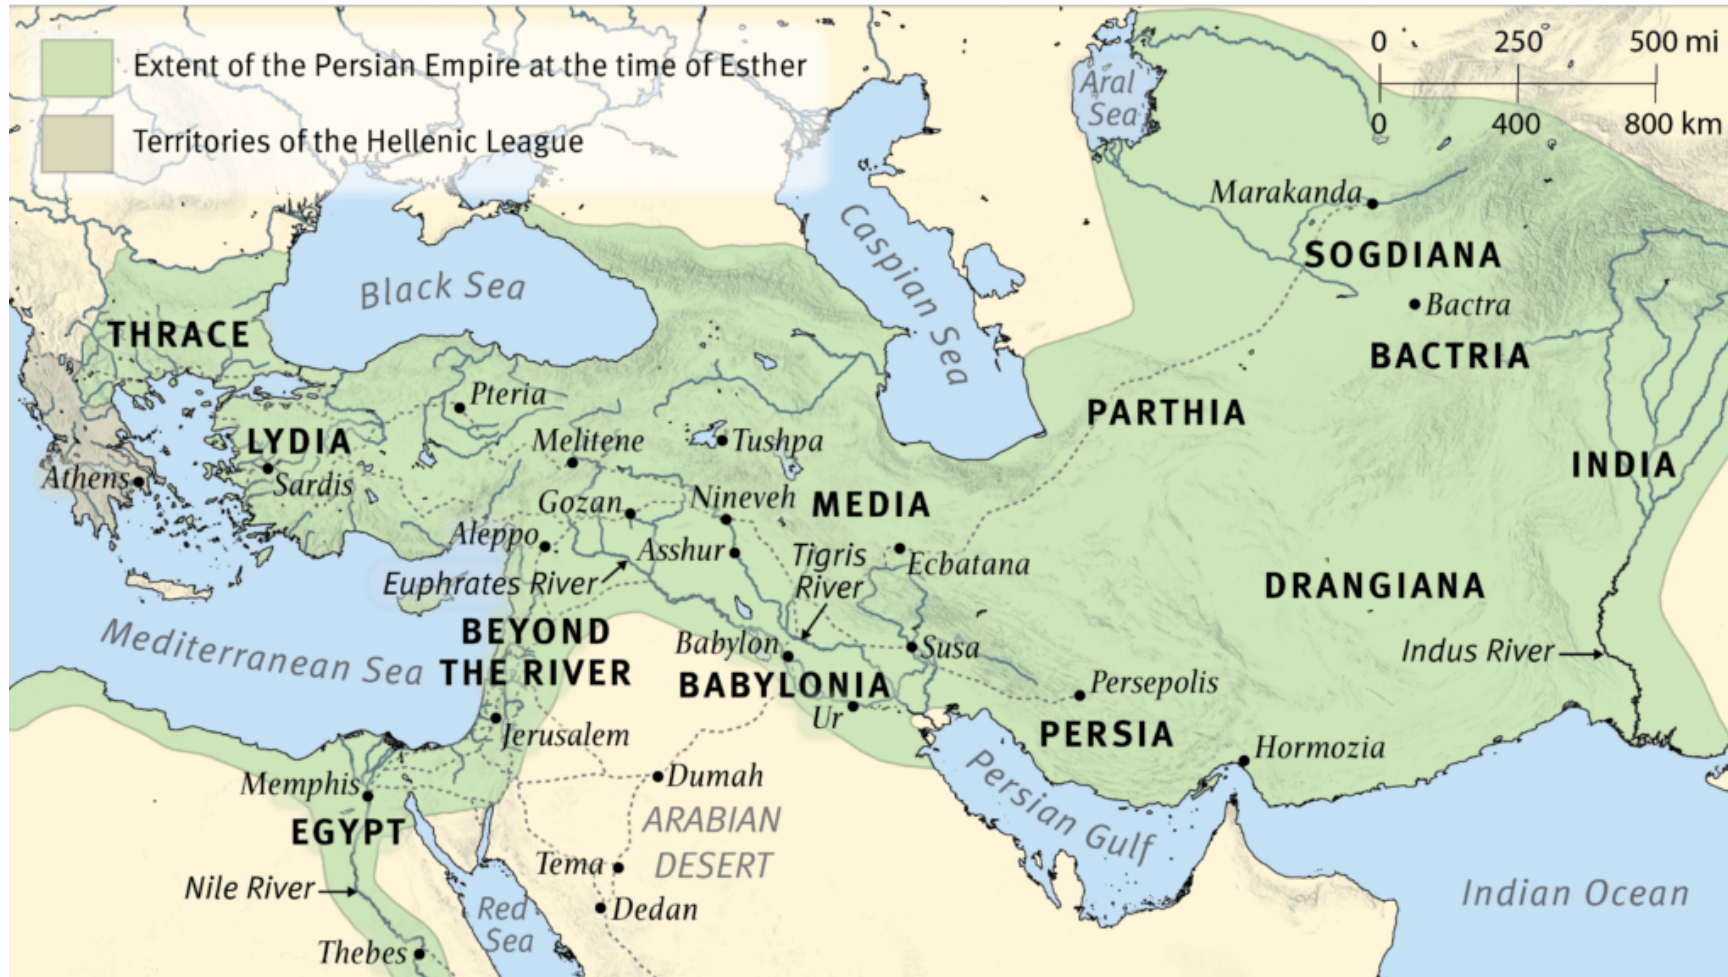 Extent of the Persian Empire at the time of Esther
Territories of the Hellenic League
0 250 500 mi
0 400 800 km
Aral
Sea
Marakanda
SOGDIANA
Bactra
BACTRIA
Black Sea
Caspian Sea
THRACE
Pteria
PARTHIA
LYDIA
Melitene
Tushpa
Athens
Sardis
INDIA
Gozan
Nineveh
MEDIA
Aleppo
Asshur
Tigris
River
Ecbatana
Euphrates River
DRANGIANA
Mediterranean Sea
BEYOND
THE RIVER
Babylon
Susa
Indus River
BABYLONIA
Persepolis
Ur
Jerusalem
PERSIA
Hormozia
Memphis
Dumah
Persian Gulf
EGYPT
ARABIAN
DESERT
Tema
Nile River
Red
Sea
Dedan
Indian Ocean
Thebes